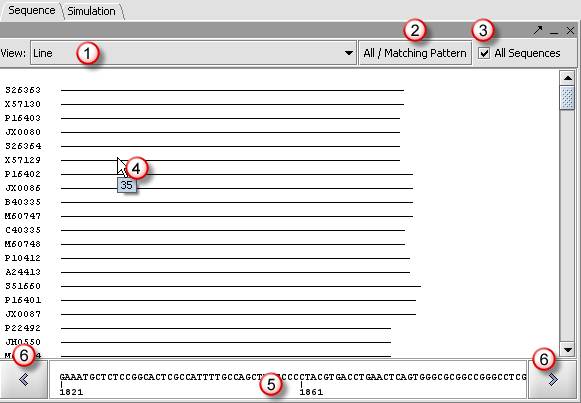 Sequence Simulation
View: Line 1 All / Matching Pattern 2 All Sequences 3
S26363
X57130
P16403
JX0080
S26364
X57129
P16402
JX0086
B40335
M60747
C40335
M60748
P10412
A24413
S51660
P16401
JX0087
P22492
JH0550
4
35
6
6
GAAATGCTCTCCGGCACTCGCCATTTTGCCAGCT CCCCTACGTGACCTGAACTCAGTGGGCGCGGCCGGGCCTCG
5
1821 1861